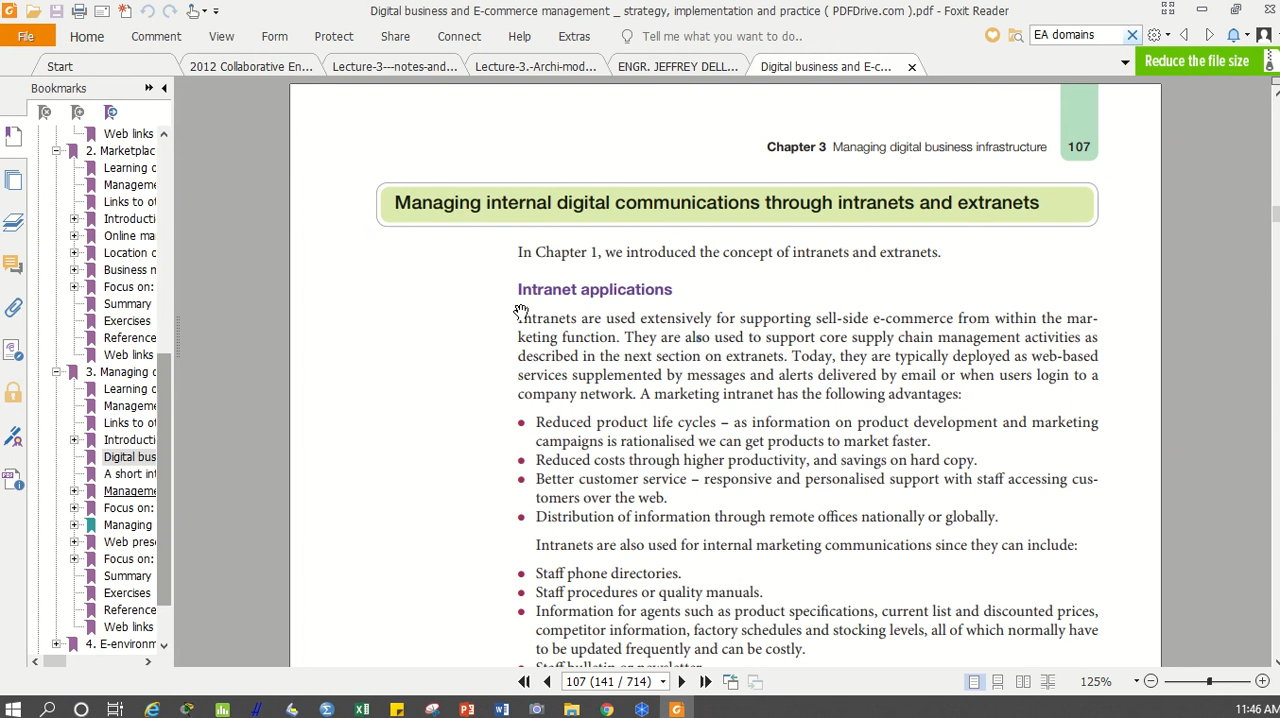 Digital business and E-commerce management _ strategy, implementation and practice ( PDFDrive.com ).pdf - Foxit Reader
File Home Comment View Form Protect Share Connect Help Extras Tell me what you want to do.. EA domains
Start 2012 Collaborative En... Lecture-3---notes-and... Lecture-3.-Archimod... ENGR. JEFFREY DELL... Digital business and E-c... Reduce the file size
Bookmarks
Web links
2. Marketplac
Learning o
Manageme
Links to ot
Introducti
Online ma
Location o
Business m
Focus on:
Summary
Exercises
Reference
Web links
3. Managing d
Learning o
Manageme
Links to ot
Introducti
Digital bus
A short int
Manageme
Focus on:
Managing
Web prese
Focus on:
Summary
Exercises
Reference
Web links
4. E-environm
Chapter 3 Managing digital business infrastructure 107
Managing internal digital communications through intranets and extranets
In Chapter 1, we introduced the concept of intranets and extranets.
Intranet applications
Intranets are used extensively for supporting sell-side e-commerce from within the mar-
keting function. They are also used to support core supply chain management activities as
described in the next section on extranets. Today, they are typically deployed as web-based
services supplemented by messages and alerts delivered by email or when users login to a
company network. A marketing intranet has the following advantages:
• Reduced product life cycles – as information on product development and marketing
campaigns is rationalised we can get products to market faster.
• Reduced costs through higher productivity, and savings on hard copy.
• Better customer service – responsive and personalised support with staff accessing cus-
tomers over the web.
• Distribution of information through remote offices nationally or globally.
Intranets are also used for internal marketing communications since they can include:
• Staff phone directories.
• Staff procedures or quality manuals.
• Information for agents such as product specifications, current list and discounted prices,
competitor information, factory schedules and stocking levels, all of which normally have
to be updated frequently and can be costly.
• Staff bulletin or newsletter.
107 (141 / 714) 125%
11:46 AM